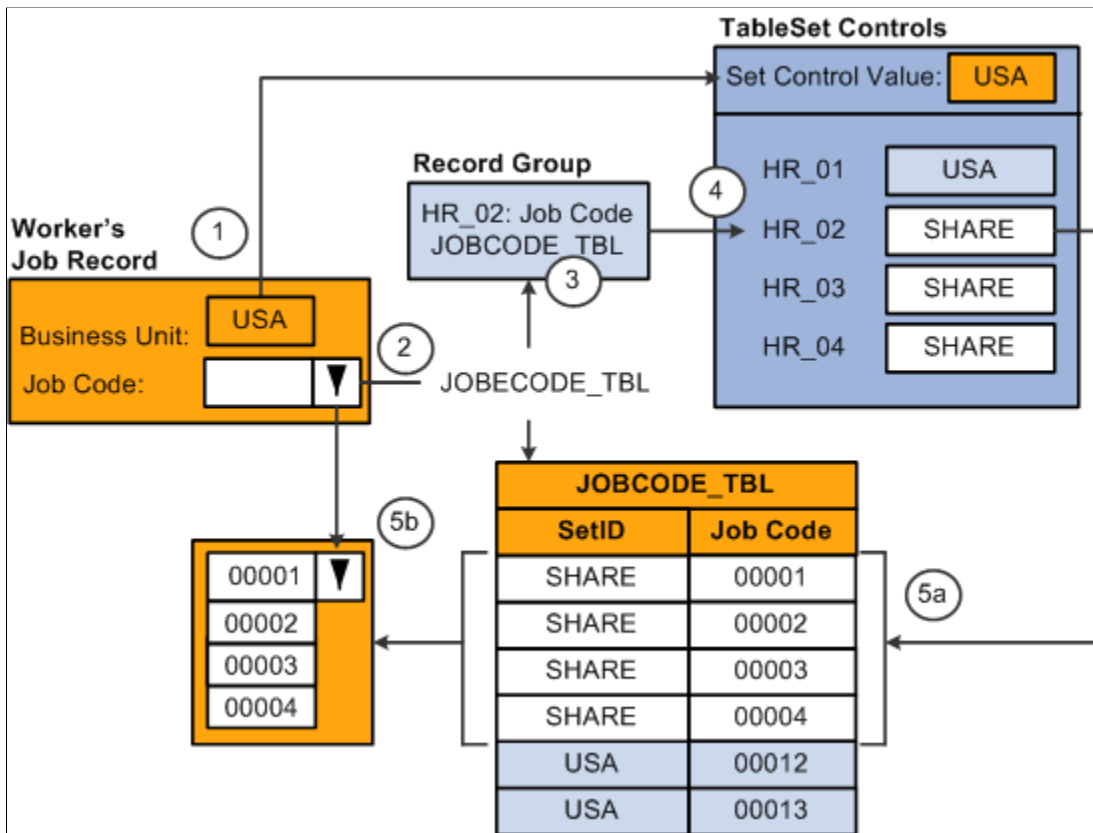 TableSet Controls
Set Control Value: USA
HR_01 USA
HR_02 SHARE
HR_03 SHARE
HR_04 SHARE
Record Group
HR_02: Job Code
JOBCODE_TBL
4
3
1
Worker's
Job Record
Business Unit: USA
Job Code:
2
JOBECODE_TBL
5b
00001
00002
00003
00004
JOBCODE_TBL
SetID Job Code
SHARE 00001
SHARE 00002
SHARE 00003
SHARE 00004
USA 00012
USA 00013
5a